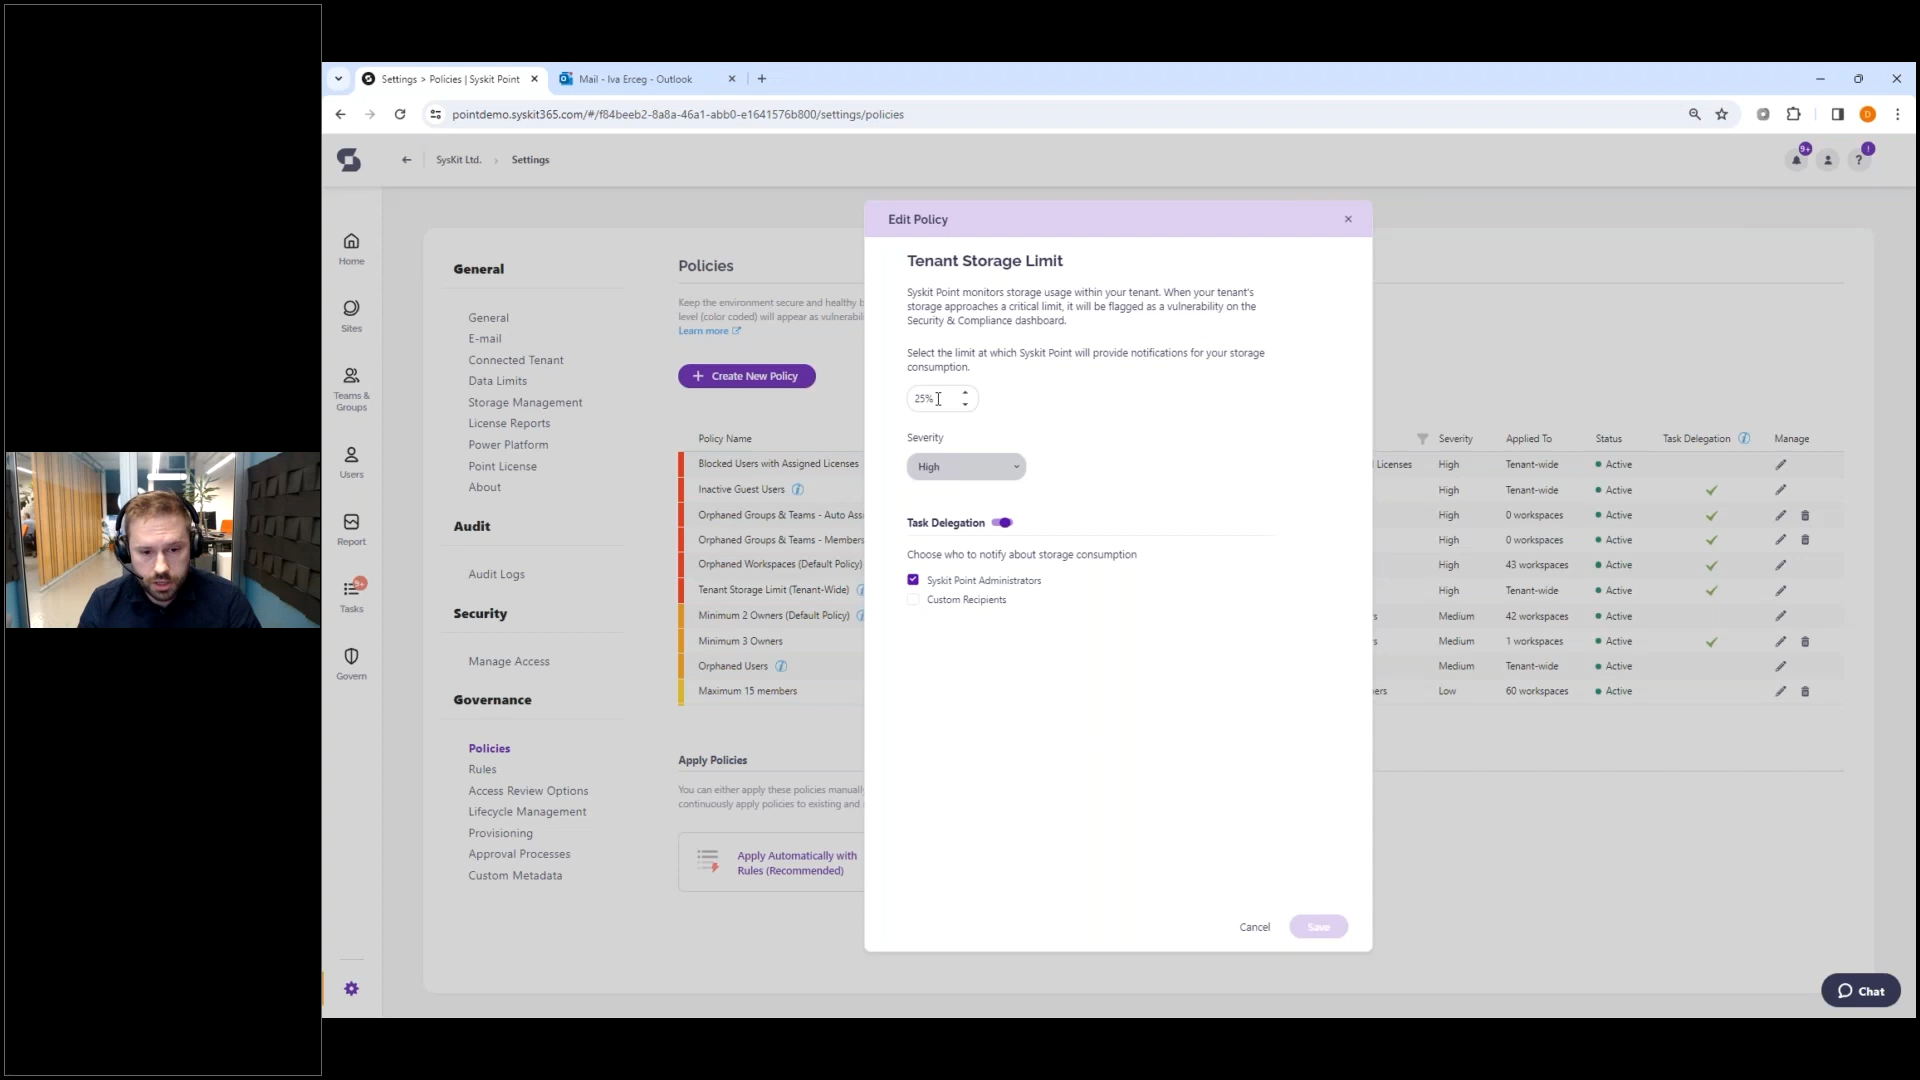 Settings > Policies | Syskit Point
Mail - Iva Erceg - Outlook
pointdemo.syskit365.com/#/f84beeb2-8a8a-46a1-abb0-e1641576b800/settings/policies
D
SysKit Ltd. > Settings
9+
!
?
Home
Sites
Teams &
Groups
Users
Report
9+
Tasks
Govern
General
General
E-mail
Connected Tenant
Data Limits
Storage Management
License Reports
Power Platform
Point License
About
Audit
Audit Logs
Security
Manage Access
Governance
Policies
Rules
Access Review Options
Lifecycle Management
Provisioning
Approval Processes
Custom Metadata
Policies
Keep the environment secure and healthy b
level (color coded) will appear as vulnerabil
Learn more
+ Create New Policy
Policy Name
Severity
Applied To
Status
Task Delegation
Manage
Blocked Users with Assigned Licenses
Licenses
High
Tenant-wide
Active
Inactive Guest Users
High
Tenant-wide
Active
Orphaned Groups & Teams - Auto Ass
High
0 workspaces
Active
Orphaned Groups & Teams - Members
High
0 workspaces
Active
Orphaned Workspaces (Default Policy)
High
43 workspaces
Active
Tenant Storage Limit (Tenant-Wide)
High
Tenant-wide
Active
Minimum 2 Owners (Default Policy)
s
Medium
42 workspaces
Active
Minimum 3 Owners
s
Medium
1 workspaces
Active
Orphaned Users
Medium
Tenant-wide
Active
Maximum 15 members
ers
Low
60 workspaces
Active
Apply Policies
You can either apply these policies manuall
continuously apply policies to existing and
Apply Automatically with
Rules (Recommended)
Edit Policy
Tenant Storage Limit
Syskit Point monitors storage usage within your tenant. When your tenant's
storage approaches a critical limit, it will be flagged as a vulnerability on the
Security & Compliance dashboard.
Select the limit at which Syskit Point will provide notifications for your storage
consumption.
25%
Severity
High
Task Delegation
Choose who to notify about storage consumption
Syskit Point Administrators
Custom Recipients
Cancel
Save
Chat